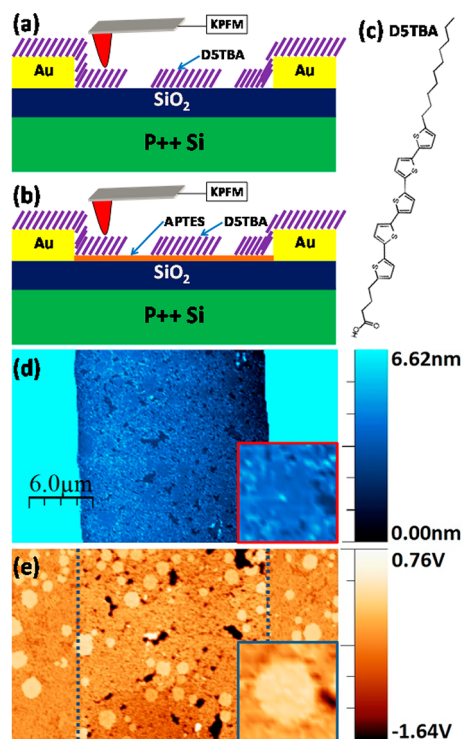 (a)
KPFM
D5TBA
Au
Au
SiO₂
P++ Si
(b)
KPFM
APTES
D5TBA
Au
Au
SiO₂
P++ Si
(c) D5TBA
S
S
S
S
S
O
OH
(d)
6.0μm
6.62nm
0.00nm
(e)
0.76V
-1.64V